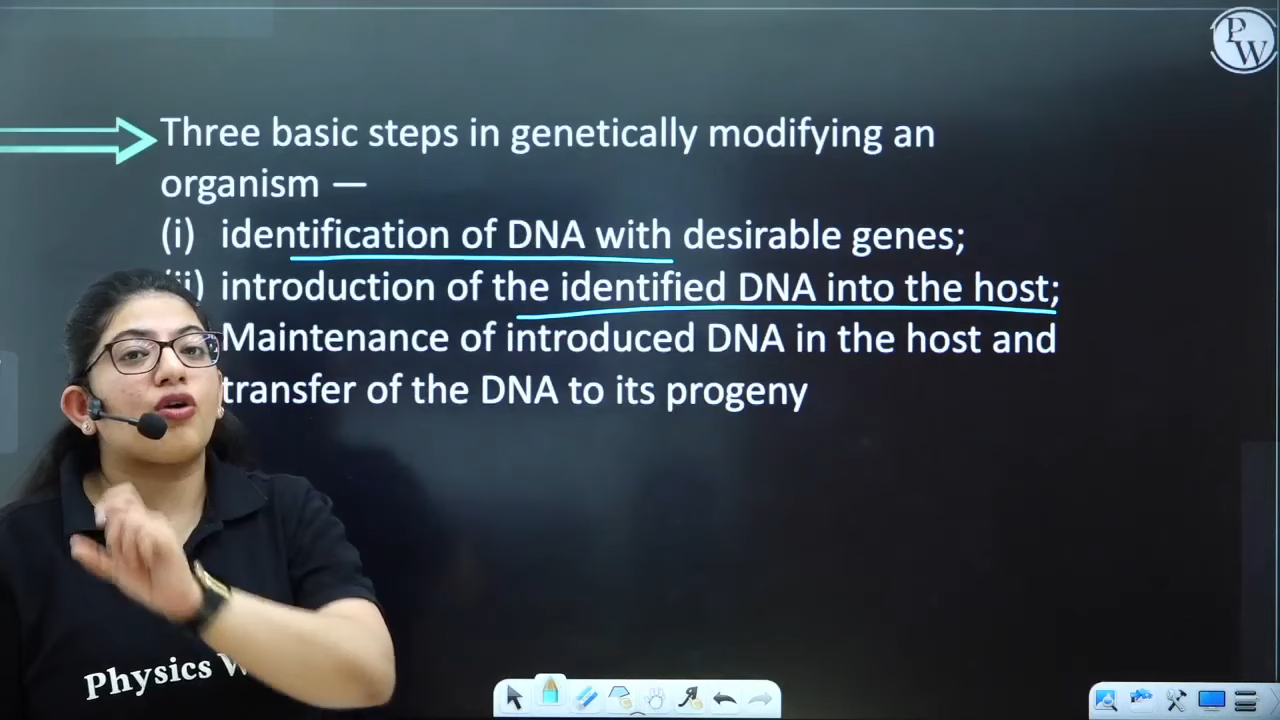 PW
Three basic steps in genetically modifying an
organism —
(i) identification of DNA with desirable genes;
introduction of the identified DNA into the host;
Maintenance of introduced DNA in the host and
transfer of the DNA to its progeny
Physics W